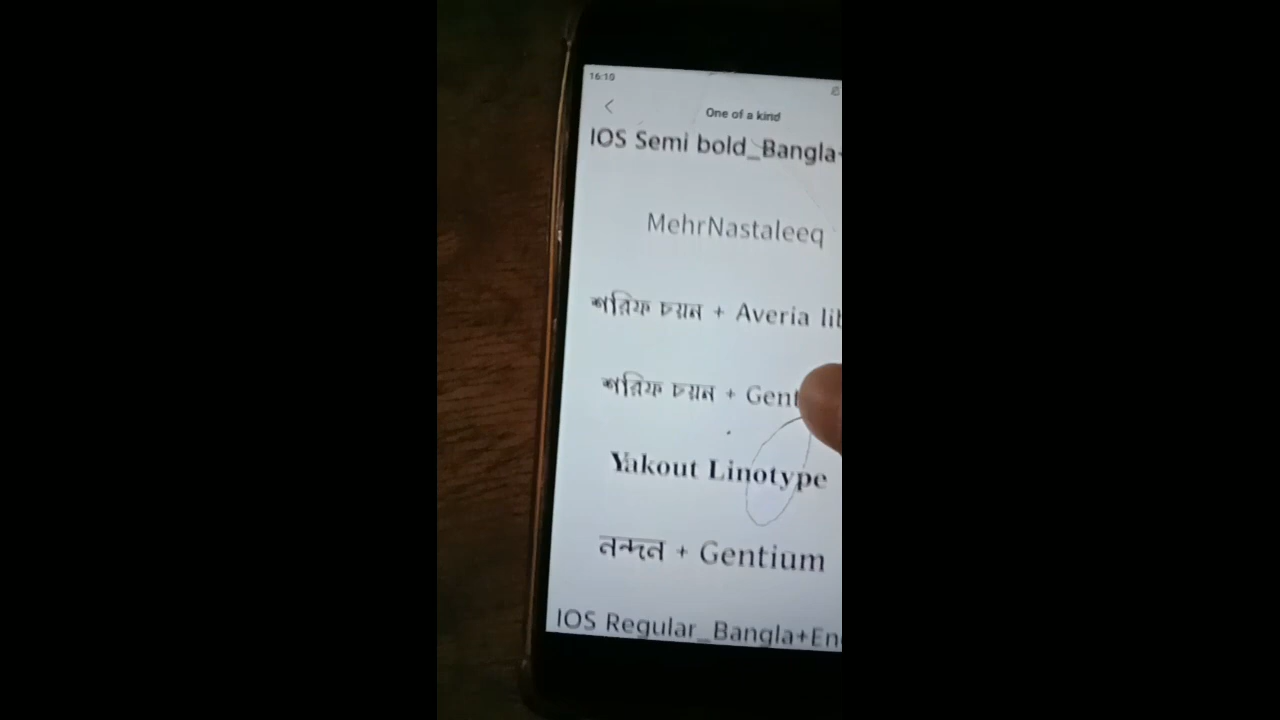 16:10
One of a kind
IOS Semi bold_Bangla+
MehrNastaleeq
শরিফ চয়ন + Averia lib
শরিফ চয়ন + Gent
Yakout Linotype
নন্দন + Gentium
IOS Regular_Bangla+En